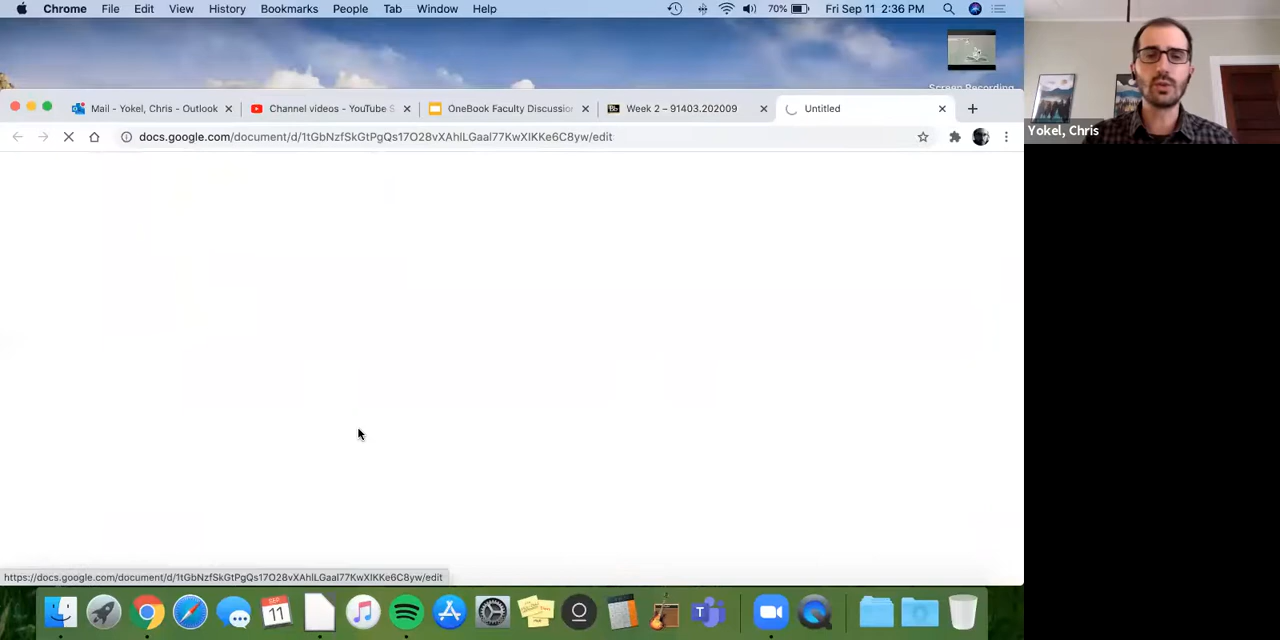 Chrome File Edit View History Bookmarks People Tab Window Help 70% Fri Sep 11 2:36 PM
Screen Recording
Mail - Yokel, Chris - Outlook Channel videos - YouTube S OneBook Faculty Discussion Week 2 – 91403.202009 Untitled
docs.google.com/document/d/1tGbNzfSkGtPgQs17O28vXAhlLGaal77KwXIKKe6C8yw/edit
Yokel, Chris
https://docs.google.com/document/d/1tGbNzfSkGtPgQs17O28vXAhlLGaal77KwXIKKe6C8yw/edit
SEP
11